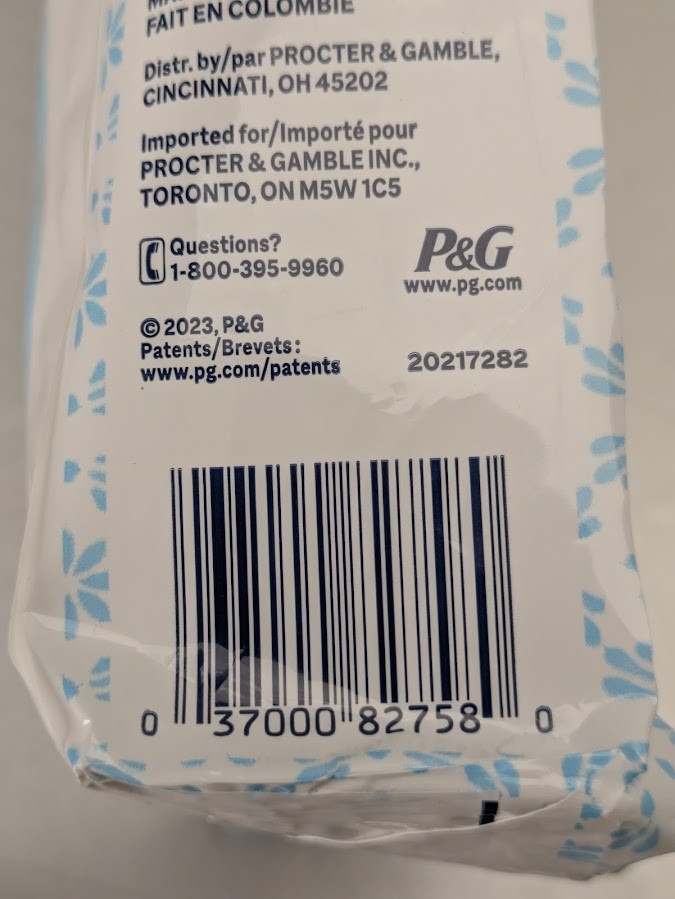 FAIT EN COLOMBIE
Distr. by/par PROCTER & GAMBLE,
CINCINNATI, OH 45202
Imported for/Importé pour
PROCTER & GAMBLE INC.,
TORONTO, ON M5W 1C5
Questions?
1-800-395-9960
P&G
www.pg.com
© 2023, P&G
Patents/Brevets:
www.pg.com/patents
20217282
0 37000 82758 0